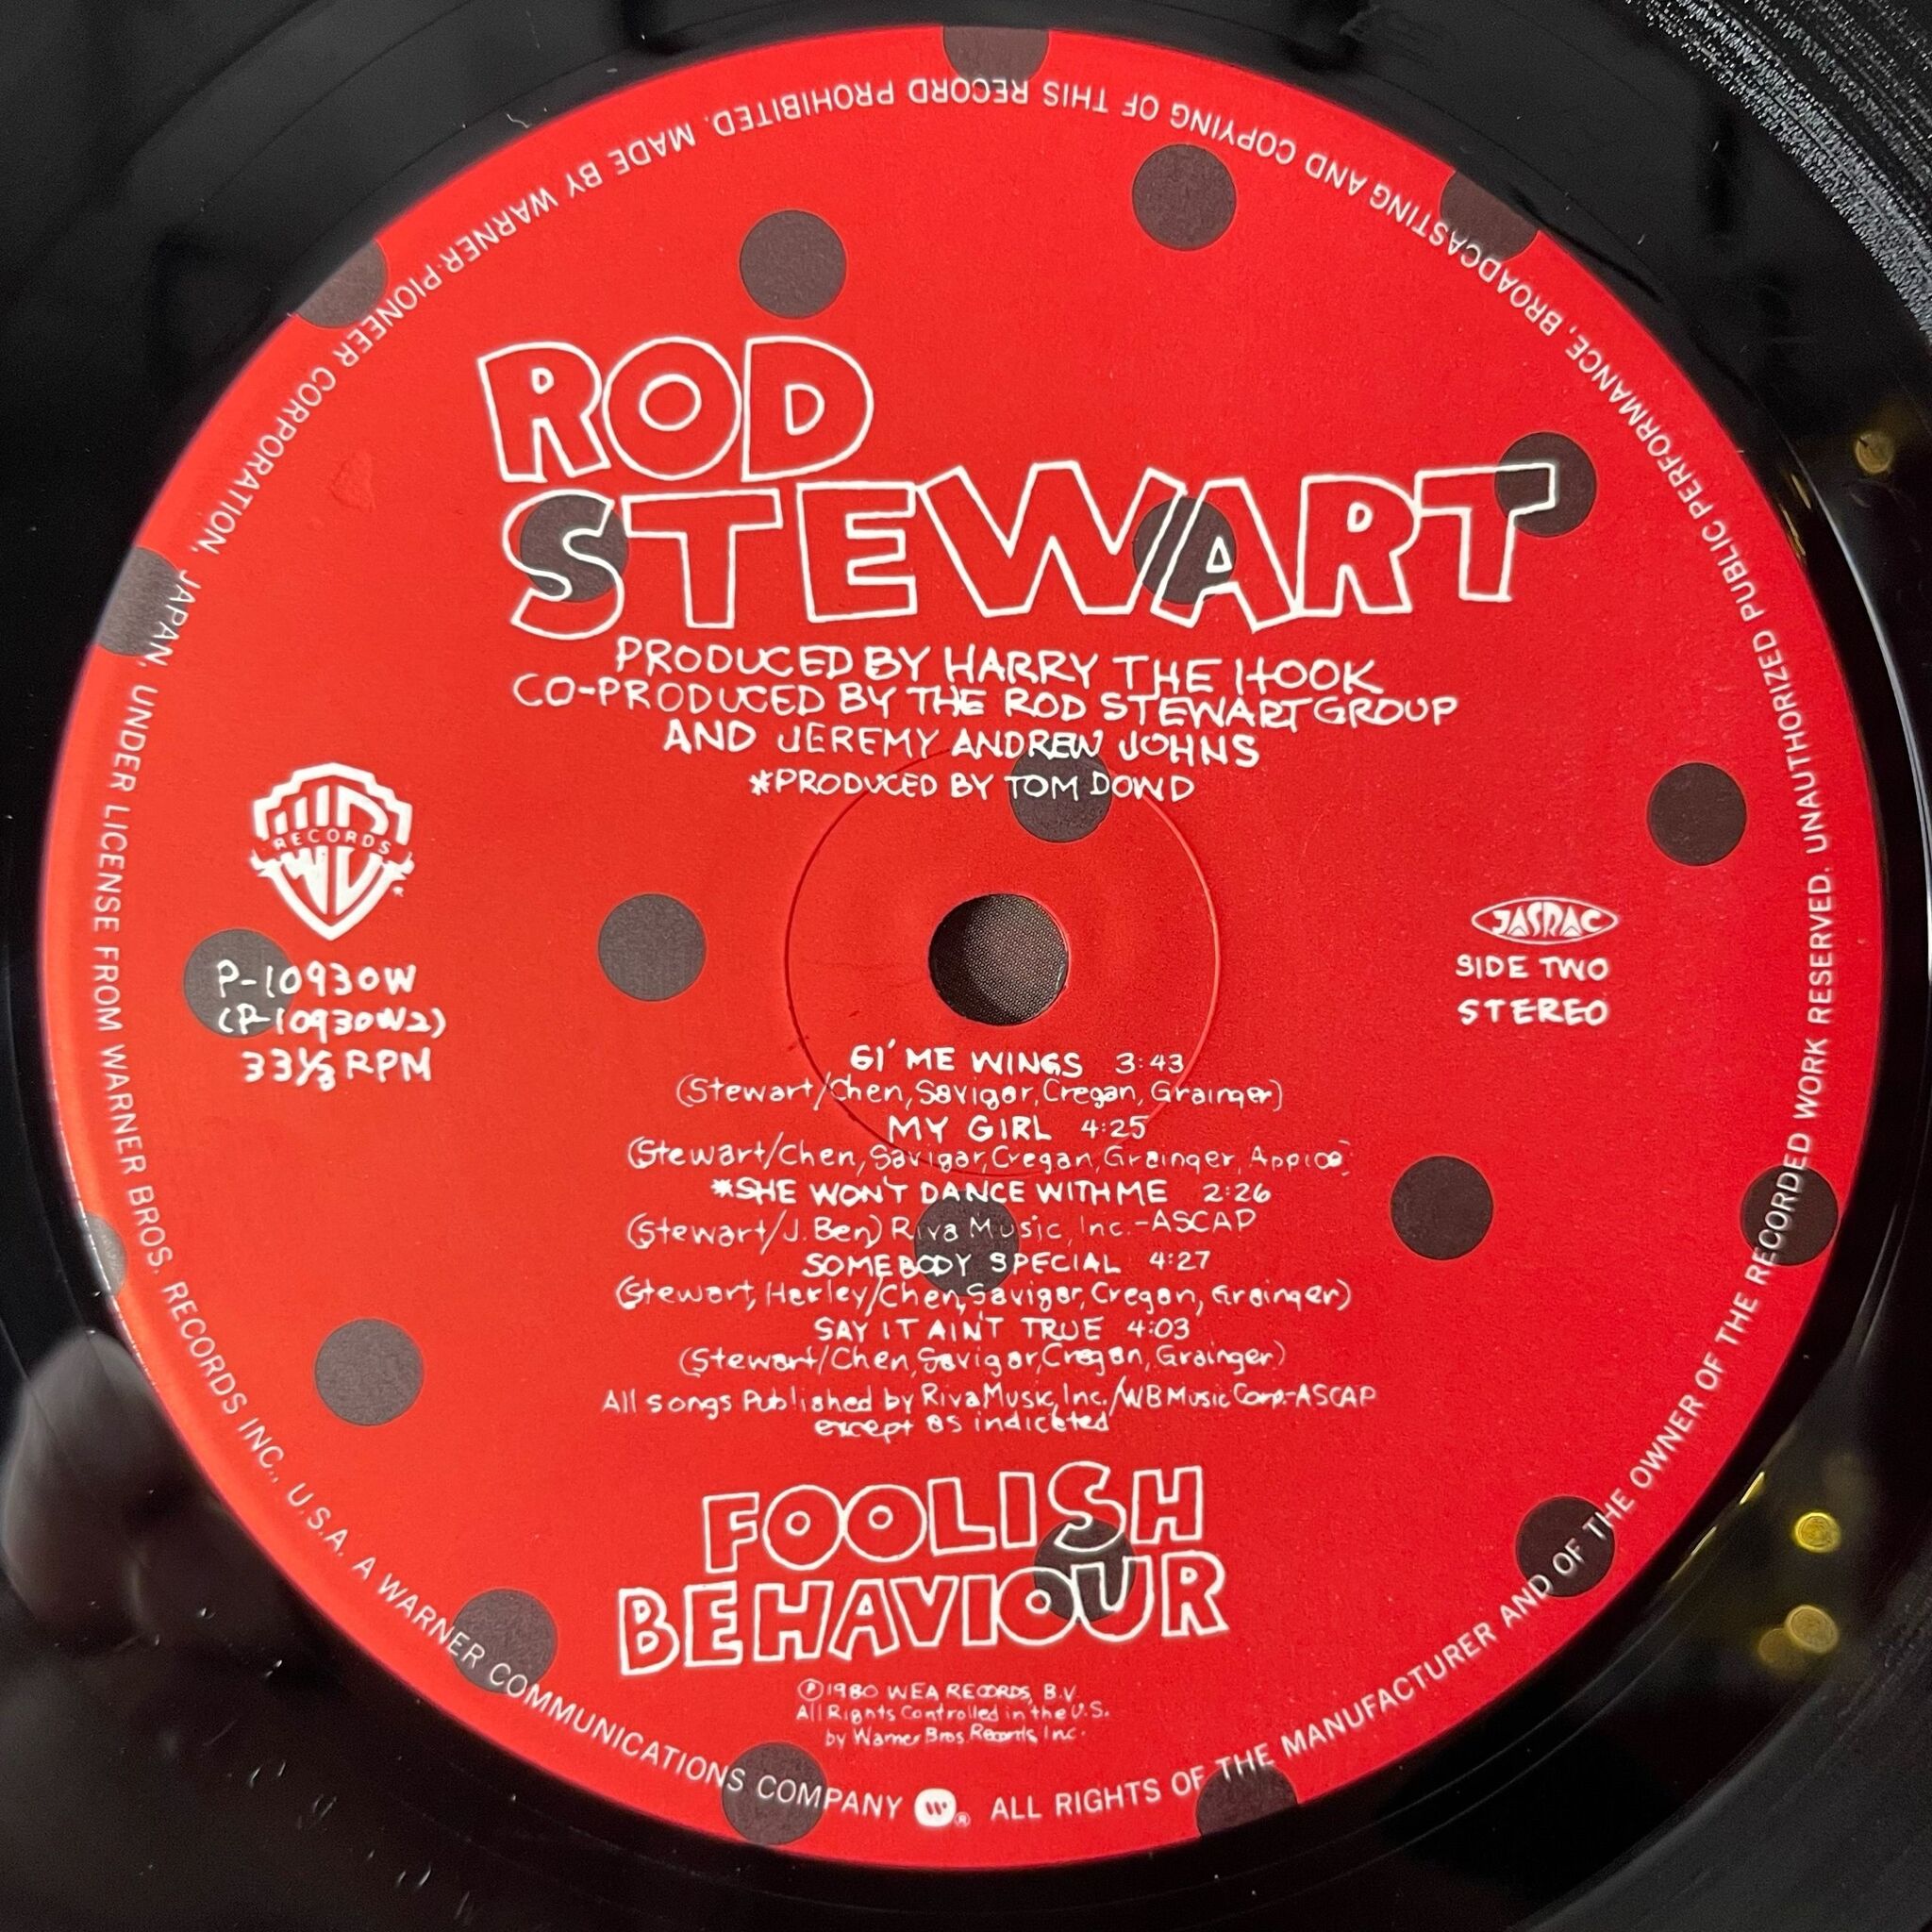 ROD
STEWART
PRODUCED BY HARRY THE HOOK
CO-PRODUCED BY THE ROD STEWART GROUP
AND JEREMY ANDREW JOHNS
*PRODUCED BY TOM DOWD
W RECORDS
P-10930W
(P-10930W2)
33⅓ RPM
JASRAC
SIDE TWO
STEREO
GI' ME WINGS 3:43
(Stewart/Chen, Savigar, Cregan, Grainger)
MY GIRL 4:25
(Stewart/Chen, Savigar, Cregan, Grainger, Appice)
*SHE WON'T DANCE WITH ME 2:26
(Stewart/J. Ben) Riva Music, Inc.-ASCAP
SOMEBODY SPECIAL 4:27
(Stewart, Harley/Chen, Savigar, Cregan, Grainger)
SAY IT AIN'T TRUE 4:03
(Stewart/Chen, Savigar, Cregan, Grainger)
All songs Published by Riva Music, Inc./WB Music Corp.-ASCAP
except as indicated
FOOLISH
BEHAVIOUR
℗1980 WEA RECORDS, B.V.
All Rights Controlled in the U.S.
by Warner Bros. Records, Inc.
ALL RIGHTS OF THE MANUFACTURER AND OF THE OWNER OF THE RECORDED WORK RESERVED. UNAUTHORIZED PUBLIC PERFORMANCE, BROADCASTING AND COPYING OF THIS RECORD PROHIBITED. MADE BY WARNER-PIONEER CORPORATION, JAPAN, UNDER LICENSE FROM WARNER BROS. RECORDS INC., U.S.A. A WARNER COMMUNICATIONS COMPANY W ®